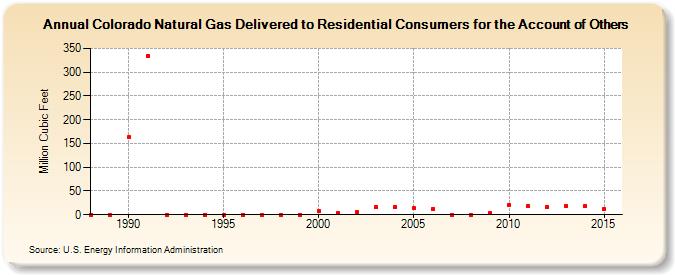 Annual Colorado Natural Gas Delivered to Residential Consumers for the Account of Others
Million Cubic Feet
350
300
250
200
150
100
50
0
1990 1995 2000 2005 2010 2015
Source: U.S. Energy Information Administration